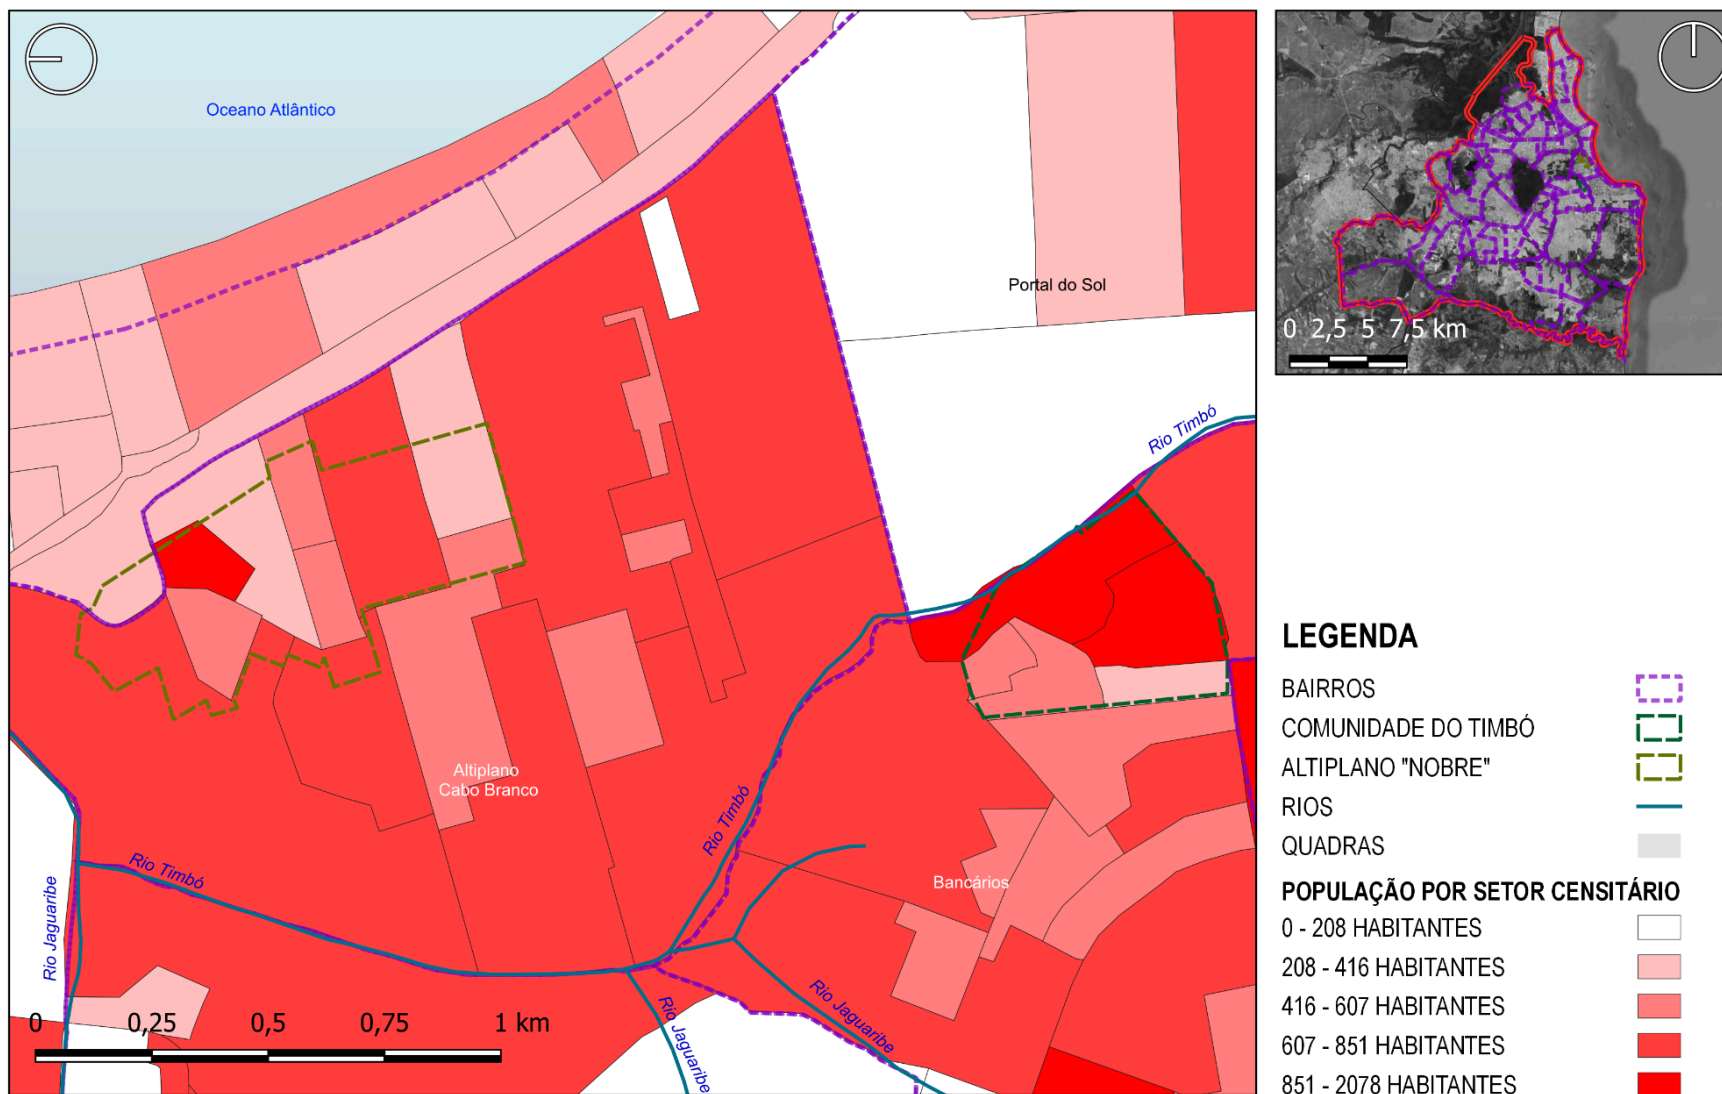 Oceano Atlântico
Portal do Sol
Rio Timbó
Altiplano
Cabo Branco
Rio Timbó
Rio Timbó
Bancários
Rio Jaguaribe
Rio Jaguaribe
Rio Jaguaribe
0 0,25 0,5 0,75 1 km
0 2,5 5 7,5 km
LEGENDA
BAIRROS
COMUNIDADE DO TIMBÓ
ALTIPLANO "NOBRE"
RIOS
QUADRAS
POPULAÇÃO POR SETOR CENSITÁRIO
0 - 208 HABITANTES
208 - 416 HABITANTES
416 - 607 HABITANTES
607 - 851 HABITANTES
851 - 2078 HABITANTES